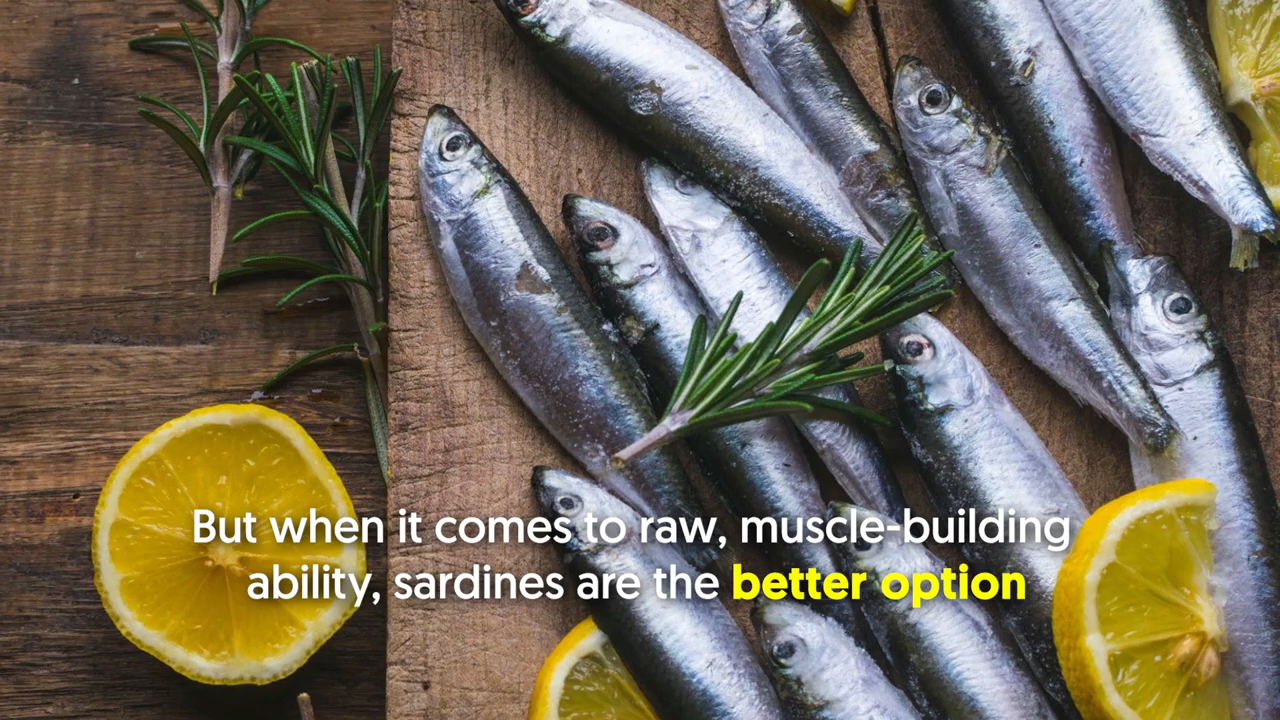 But when it comes to raw, muscle-building
ability, sardines are the better option